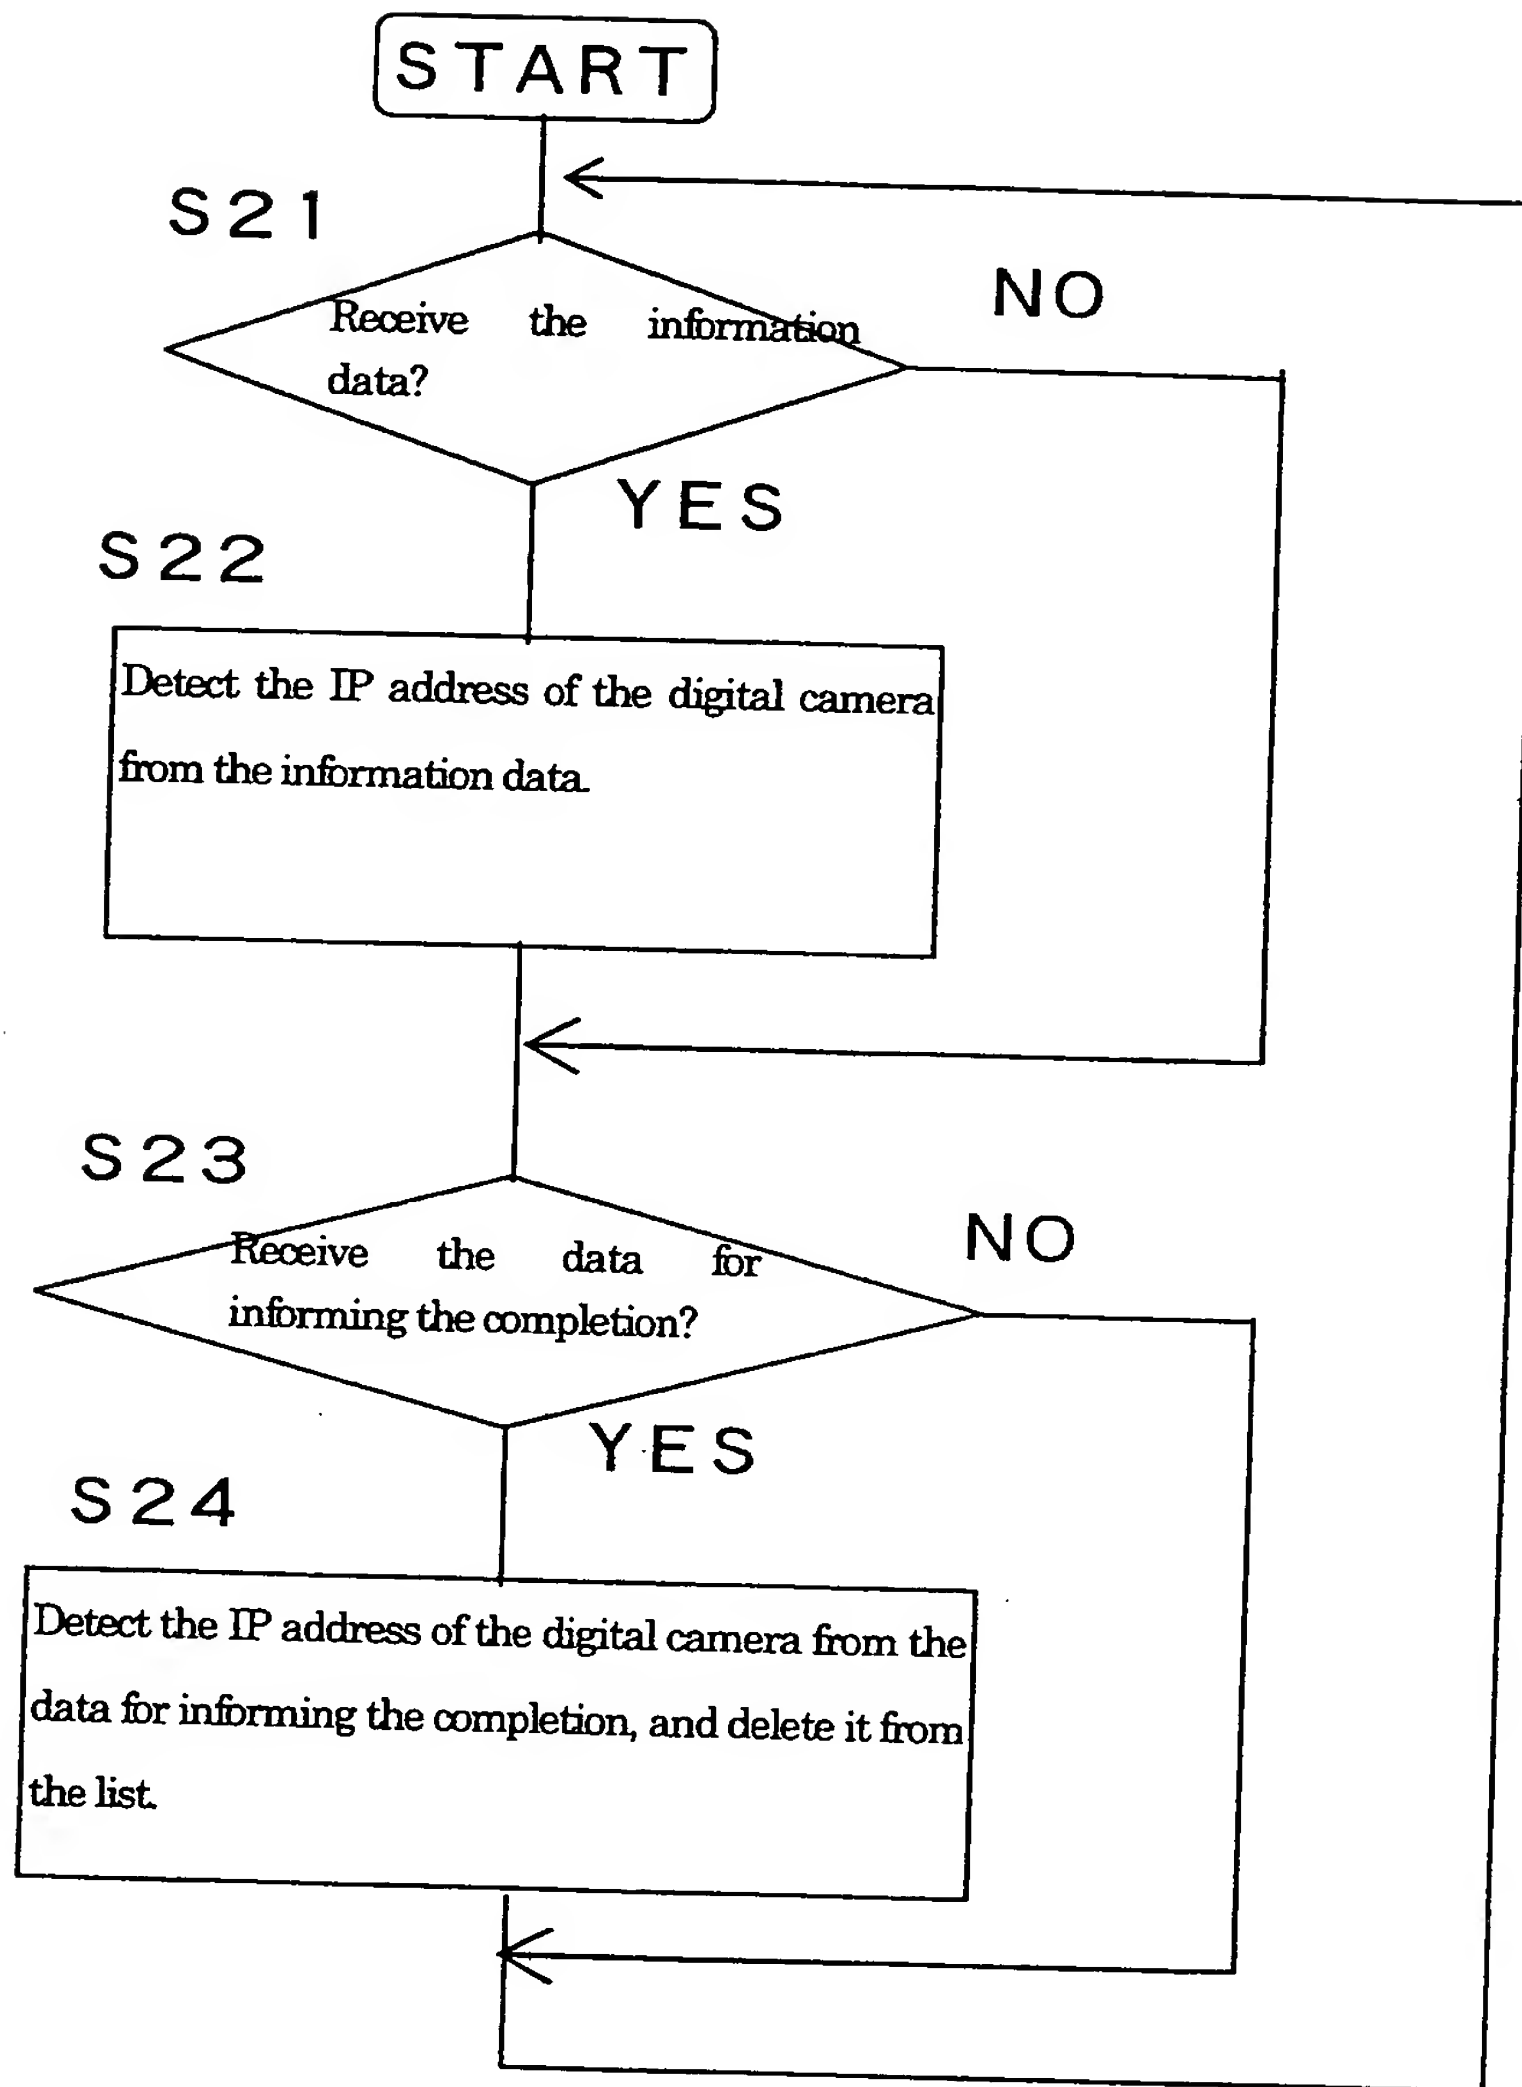 START
S21
NO
Receive the information
data?
YES
S22
Detect the IP address of the digital camera
from the information data.
S23
NO
Receive the data for
informing the completion?
YES
S24
Detect the IP address of the digital camera from the
data for informing the completion, and delete it from
the list.